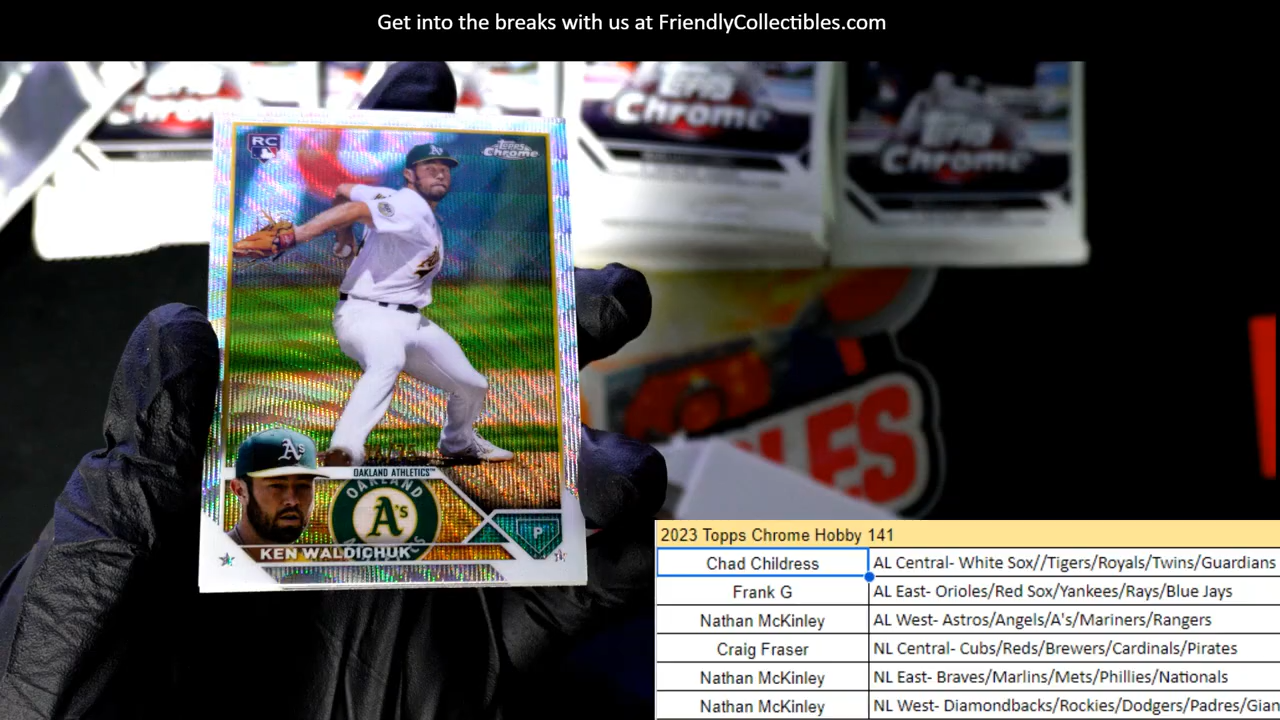 Get into the breaks with us at FriendlyCollectibles.com
Topps
Chrome
Chrome
Chrome
RC
Topps
Chrome
A's
OAKLAND ATHLETICS™
OAKLAND
A's
A's
P
KEN WALDICHUK
LES
2023 Topps Chrome Hobby 141
Chad Childress AL Central- White Sox//Tigers/Royals/Twins/Guardians
Frank G AL East- Orioles/Red Sox/Yankees/Rays/Blue Jays
Nathan McKinley AL West- Astros/Angels/A's/Mariners/Rangers
Craig Fraser NL Central- Cubs/Reds/Brewers/Cardinals/Pirates
Nathan McKinley NL East- Braves/Marlins/Mets/Phillies/Nationals
Nathan McKinley NL West- Diamondbacks/Rockies/Dodgers/Padres/Gian